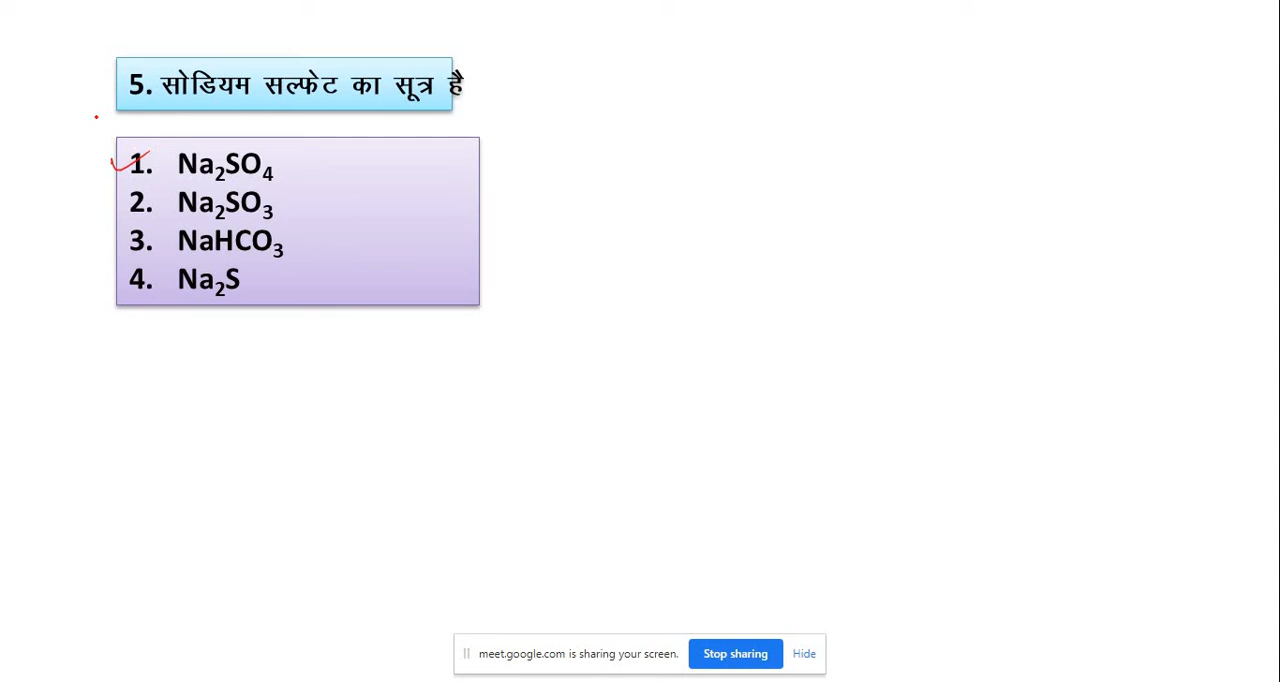 5. सोडियम सल्फेट का सूत्र है
1. Na₂SO₄
2. Na₂SO₃
3. NaHCO₃
4. Na₂S
meet.google.com is sharing your screen. Stop sharing Hide